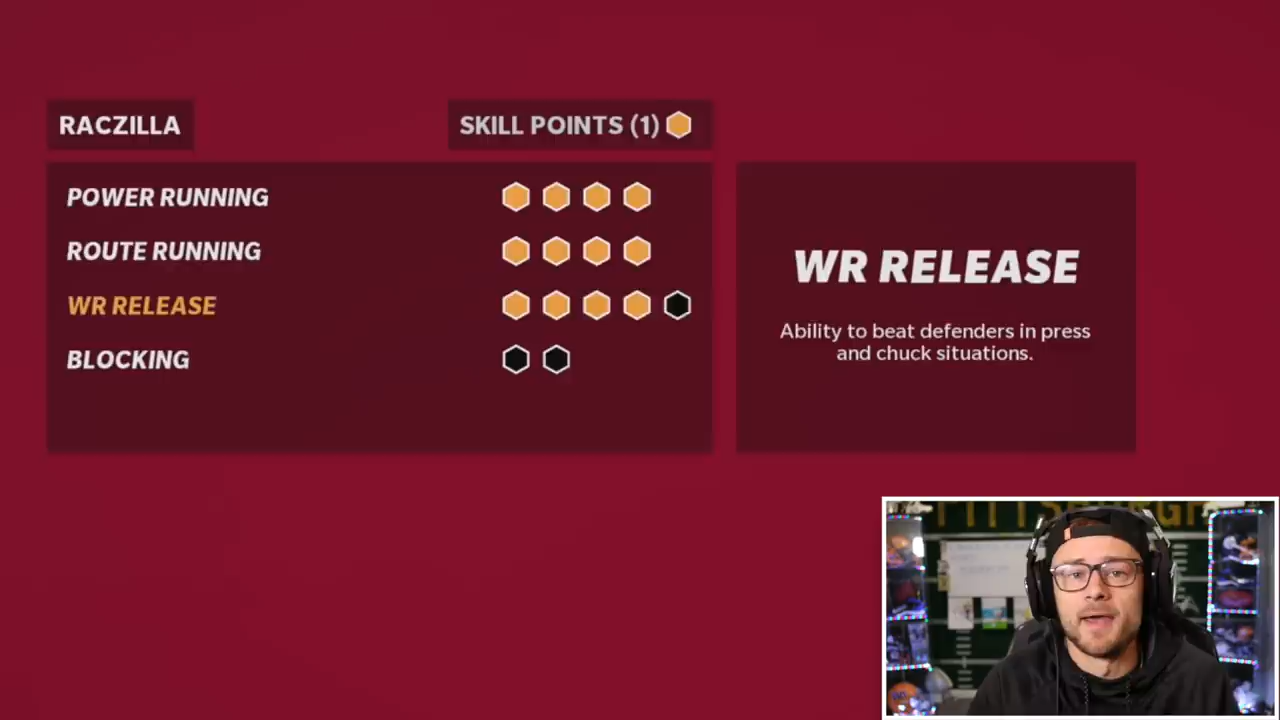 RACZILLA
SKILL POINTS (1)
POWER RUNNING
ROUTE RUNNING
WR RELEASE
BLOCKING
WR RELEASE
Ability to beat defenders in press
and chuck situations.
PITTSBURGH